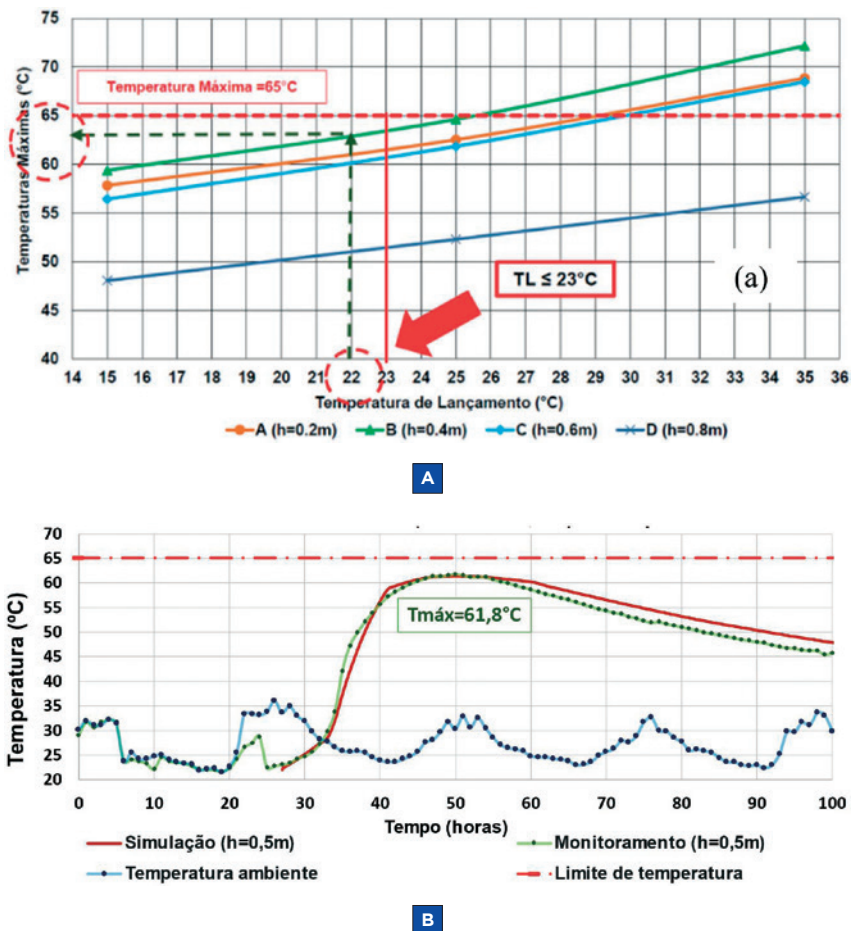 75
70
65
60
55
50
45
40
Temperaturas Máximas (°C)
Temperatura Máxima =65°C
TL ≤ 23°C
(a)
14 15 16 17 18 19 20 21 22 23 24 25 26 27 28 29 30 31 32 33 34 35 36
Temperatura de Lançamento (°C)
A (h=0.2m) B (h=0.4m) C (h=0.6m) D (h=0.8m)
A
70
65
60
55
50
45
40
35
30
25
20
Temperatura (ºC)
Tmáx=61,8°C
0 10 20 30 40 50 60 70 80 90 100
Tempo (horas)
Simulação (h=0,5m) Monitoramento (h=0,5m)
Temperatura ambiente Limite de temperatura
B